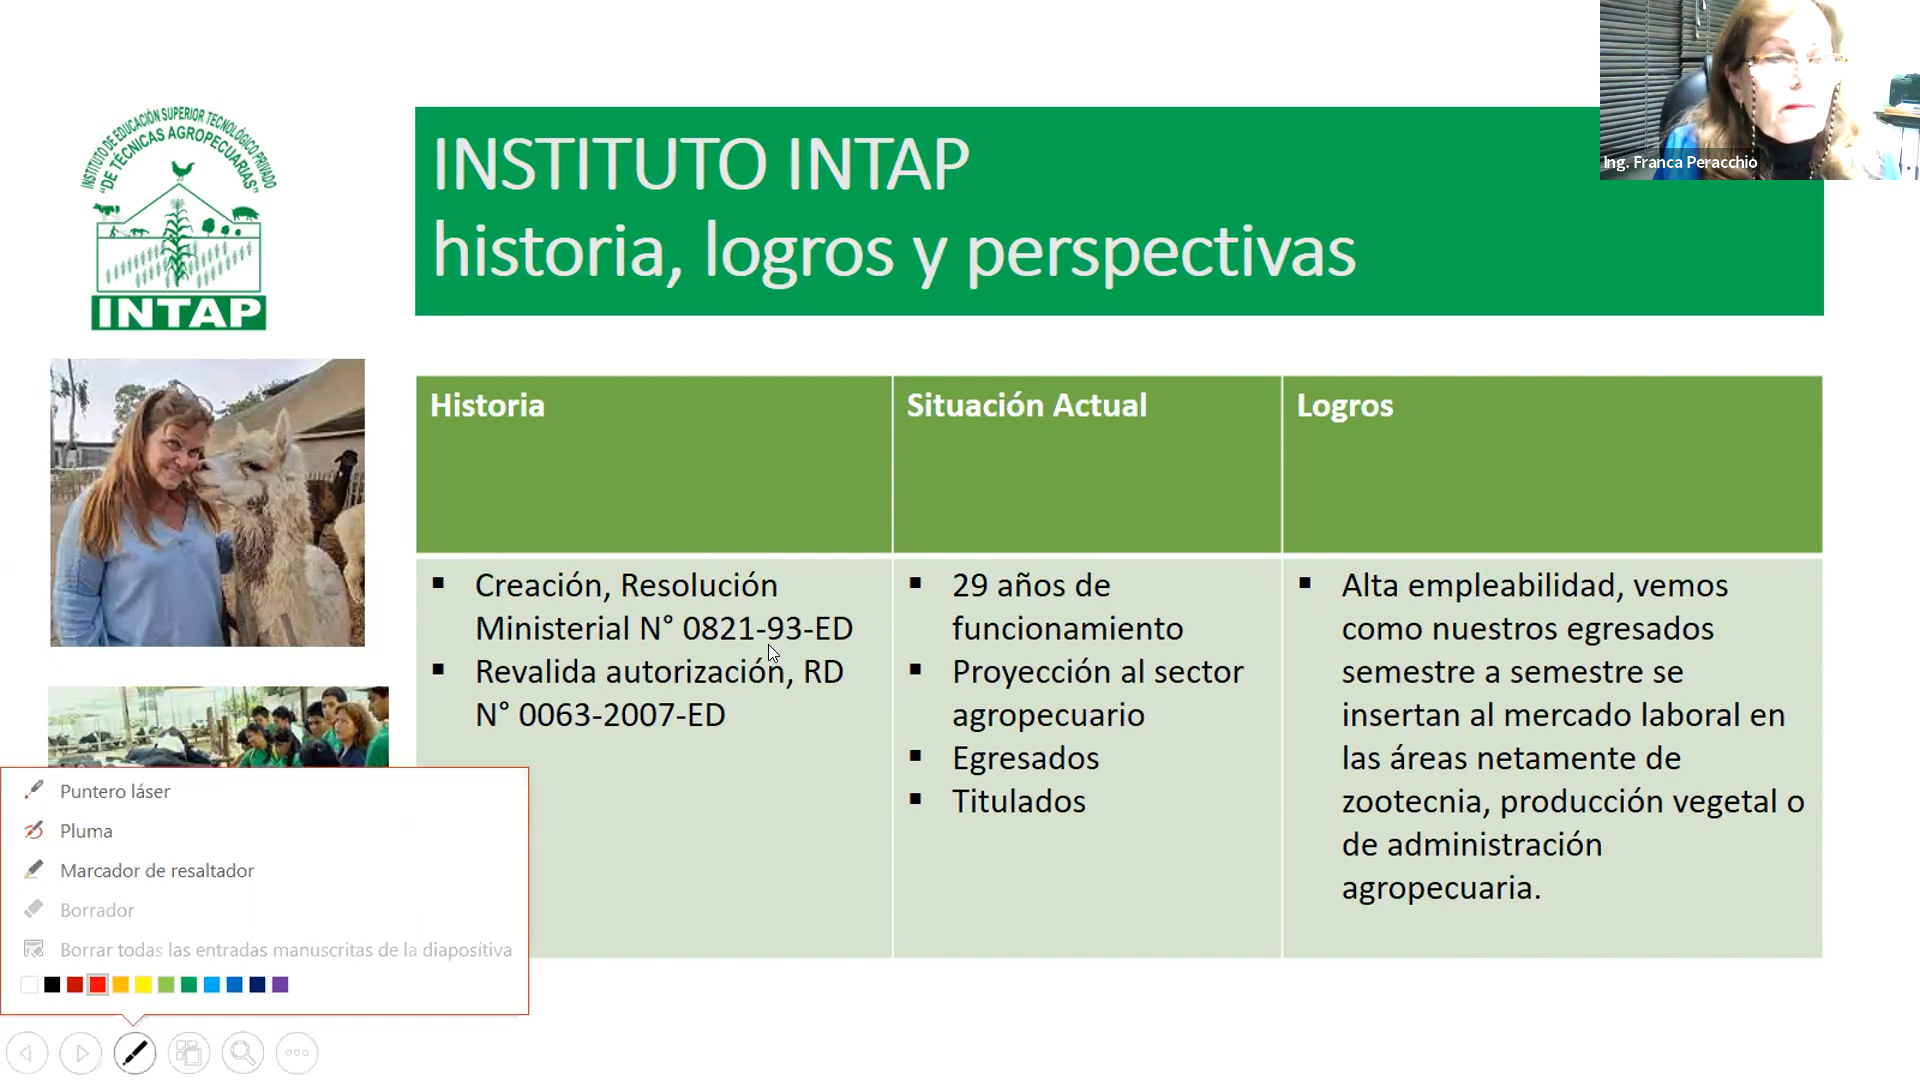 INSTITUTO DE EDUCACIÓN SUPERIOR TECNOLÓGICO PRIVADO
"DE TÉCNICAS AGROPECUARIAS"
INTAP
INSTITUTO INTAP
historia, logros y perspectivas
Ing. Franca Peracchio
Historia
▪ Creación, Resolución
Ministerial N° 0821-93-ED
▪ Revalida autorización, RD
N° 0063-2007-ED
Situación Actual
▪ 29 años de
funcionamiento
▪ Proyección al sector
agropecuario
▪ Egresados
▪ Titulados
Logros
▪ Alta empleabilidad, vemos
como nuestros egresados
semestre a semestre se
insertan al mercado laboral en
las áreas netamente de
zootecnia, producción vegetal o
de administración
agropecuaria.
Puntero láser
Pluma
Marcador de resaltador
Borrador
Borrar todas las entradas manuscritas de la diapositiva